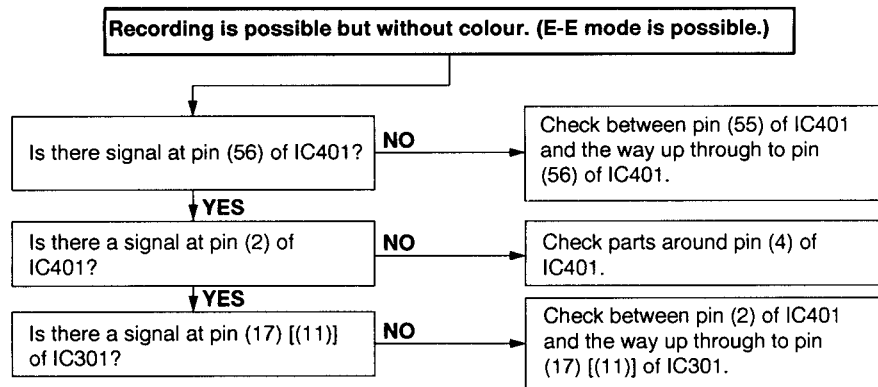 Recording is possible but without colour. (E-E mode is possible.)
Is there signal at pin (56) of IC401?
NO
Check between pin (55) of IC401
and the way up through to pin
(56) of IC401.
YES
Is there a signal at pin (2) of
IC401?
NO
Check parts around pin (4) of
IC401.
YES
Is there a signal at pin (17) [(11)]
of IC301?
NO
Check between pin (2) of IC401
and the way up through to pin
(17) [(11)] of IC301.